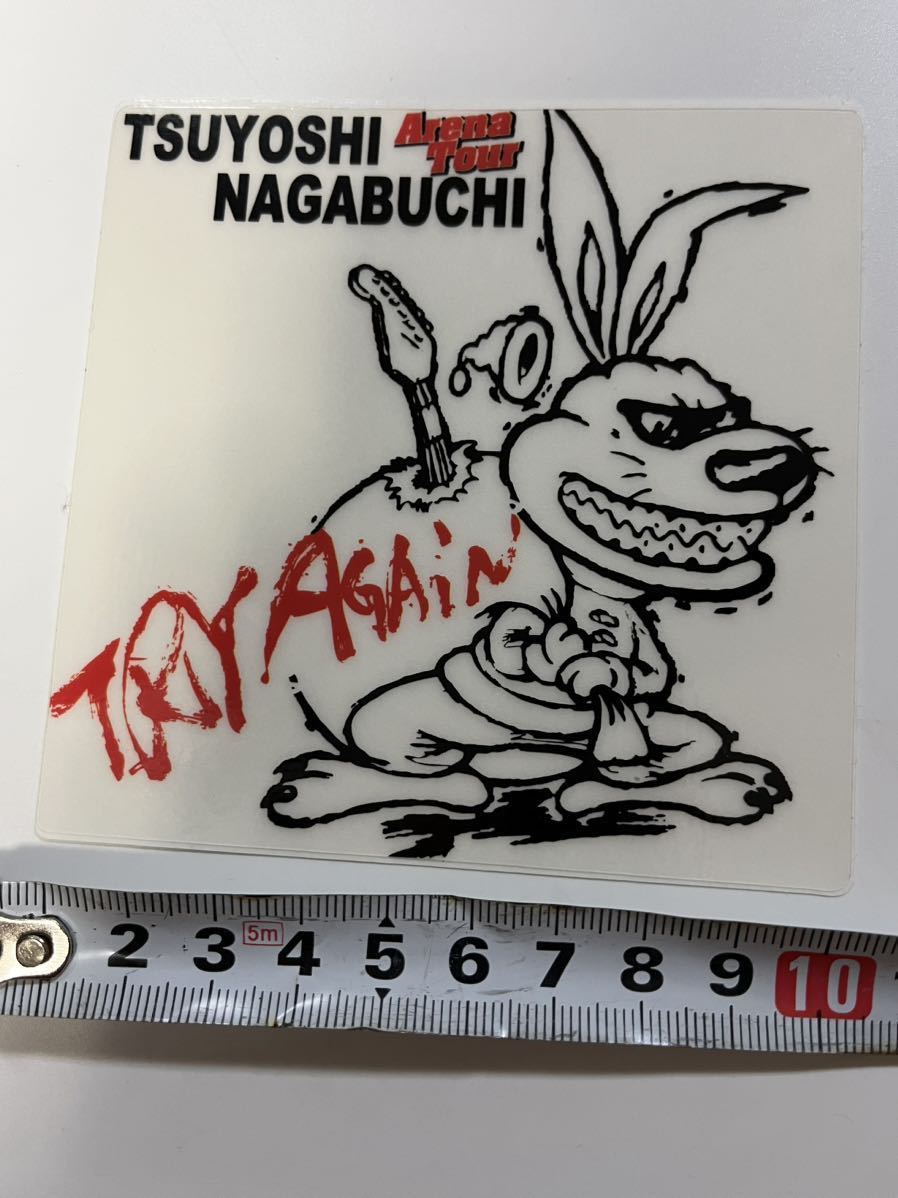 TSUYOSHI
Arena
Tour
NAGABUCHI
TRY AGAiN
2 3 5m 4 5 6 7 8 9 10